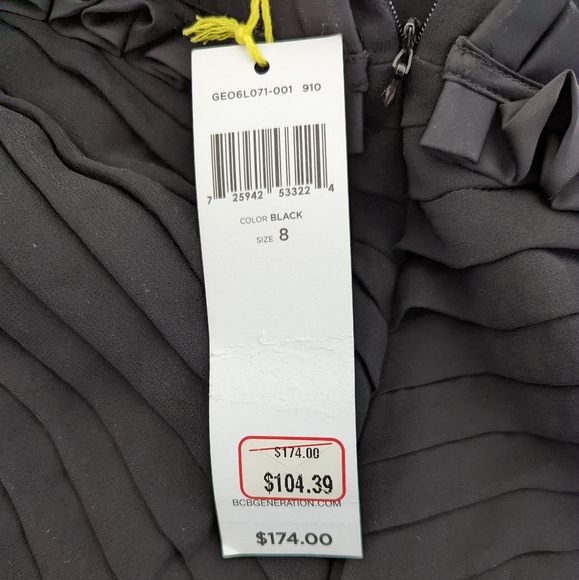 GEO6L071-001 910
7 25942 53322 4
COLOR BLACK
SIZE 8
$174.00
$104.39
BCBGENERATION.COM
$174.00